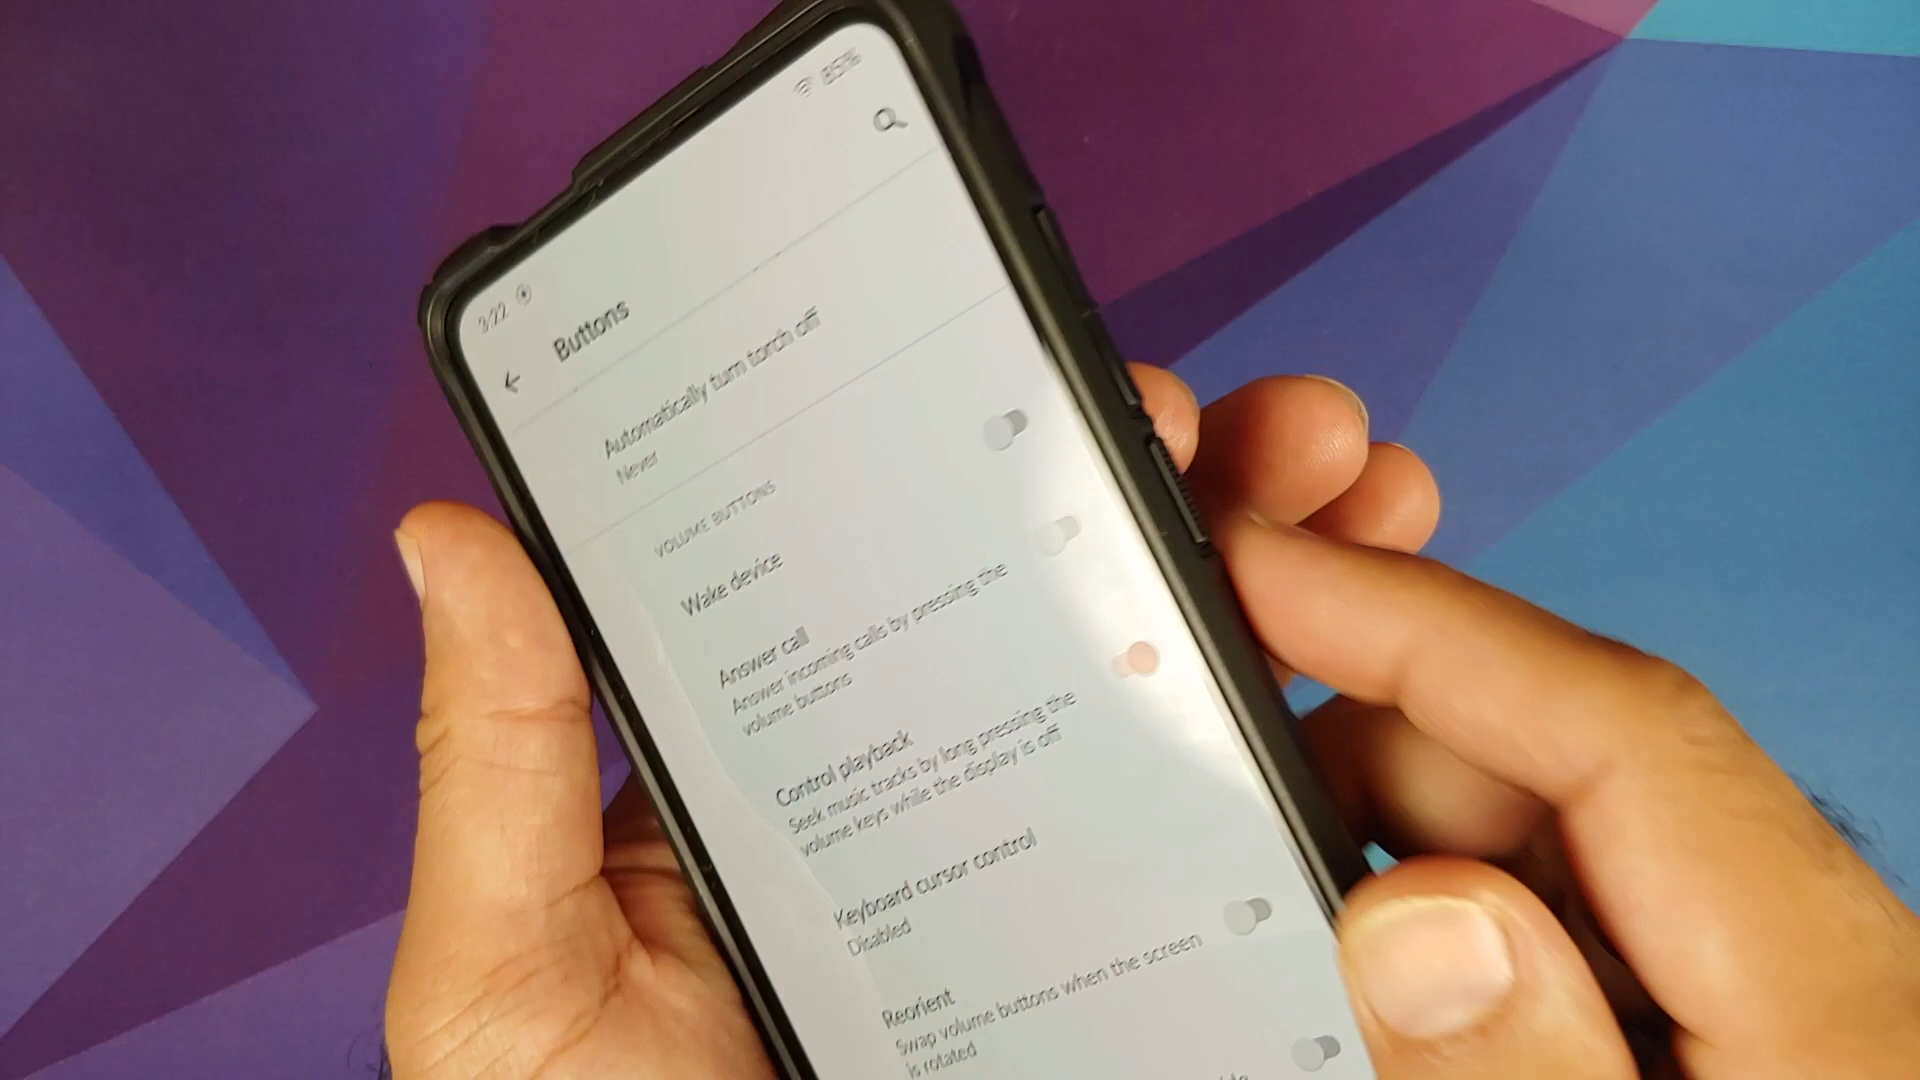 3:22
85%
Buttons
Automatically turn torch off
Never
VOLUME BUTTONS
Wake device
Answer call
Answer incoming calls by pressing the
volume buttons
Control playback
Seek music tracks by long pressing the
volume keys while the display is off
Keyboard cursor control
Disabled
Reorient
Swap volume buttons when the screen
is rotated